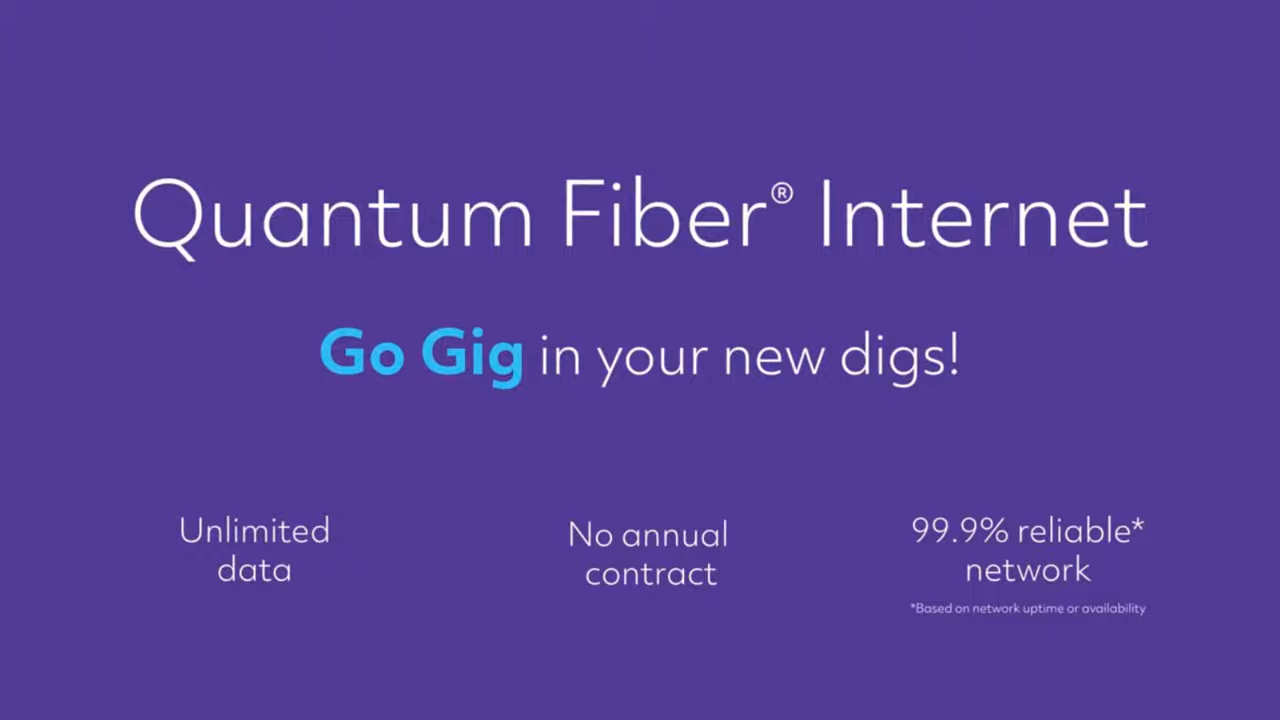 Quantum Fiber® Internet
Go Gig in your new digs!
Unlimited
data
No annual
contract
99.9% reliable*
network
*Based on network uptime or availability